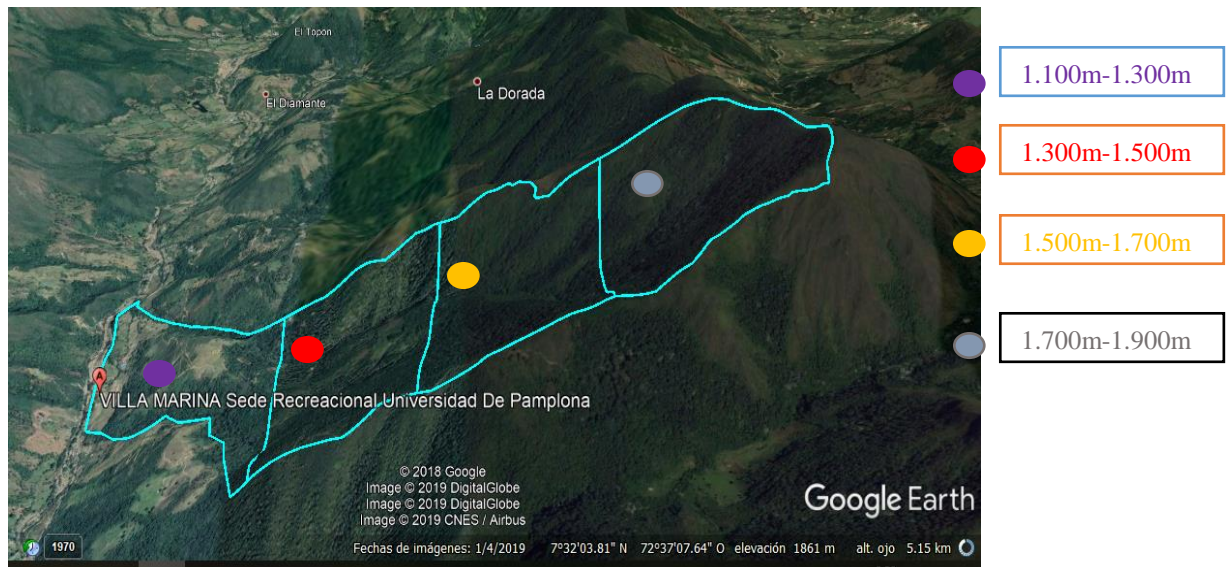 El Topon
El Diamante
La Dorada
A
VILLA MARINA Sede Recreacional Universidad De Pamplona
© 2018 Google
Image © 2019 DigitalGlobe
Image © 2019 DigitalGlobe
Image © 2019 CNES / Airbus
Google Earth
1970
Fechas de imágenes: 1/4/2019 7°32'03.81" N 72°37'07.64" O elevación 1861 m alt. ojo 5.15 km
1.100m-1.300m
1.300m-1.500m
1.500m-1.700m
1.700m-1.900m